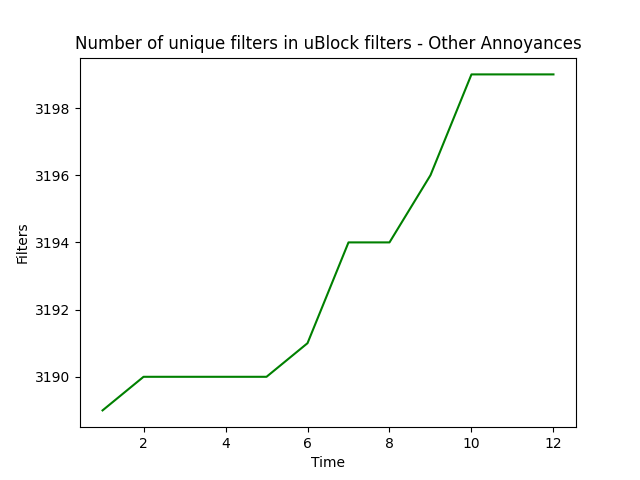 Number of unique filters in uBlock filters - Other Annoyances
3198
3196
3194
3192
3190
Filters
2 4 6 8 10 12
Time